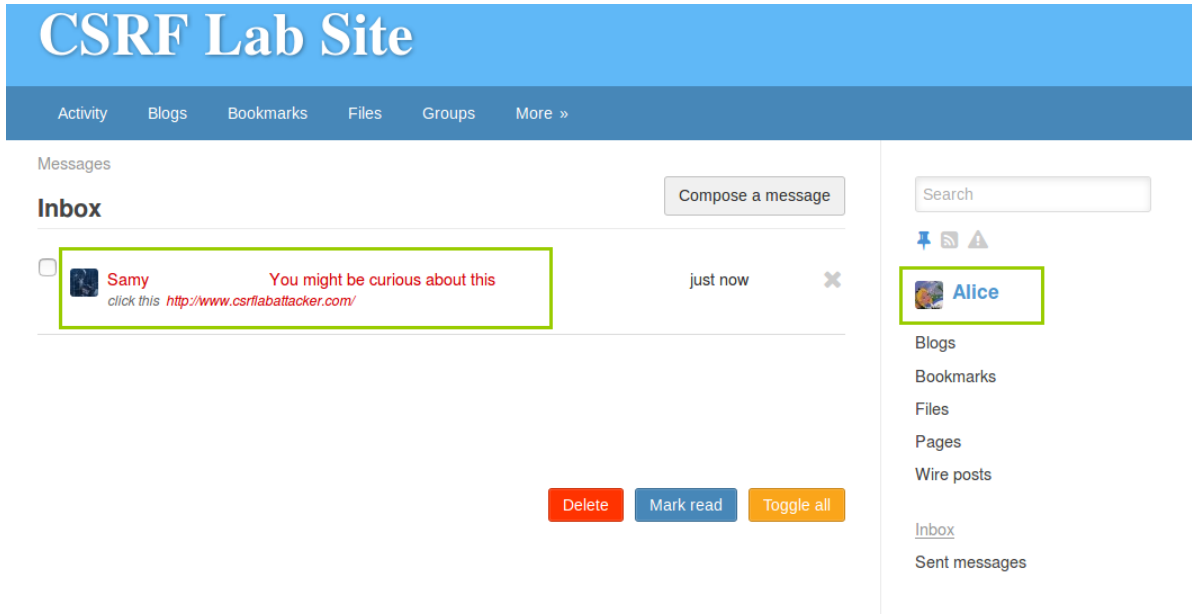 CSRF Lab Site
Activity Blogs Bookmarks Files Groups More »
Messages
Inbox
Compose a message
Samy You might be curious about this just now
click this http://www.csrflabattacker.com/
Delete Mark read Toggle all
Search
Alice
Blogs
Bookmarks
Files
Pages
Wire posts
Inbox
Sent messages